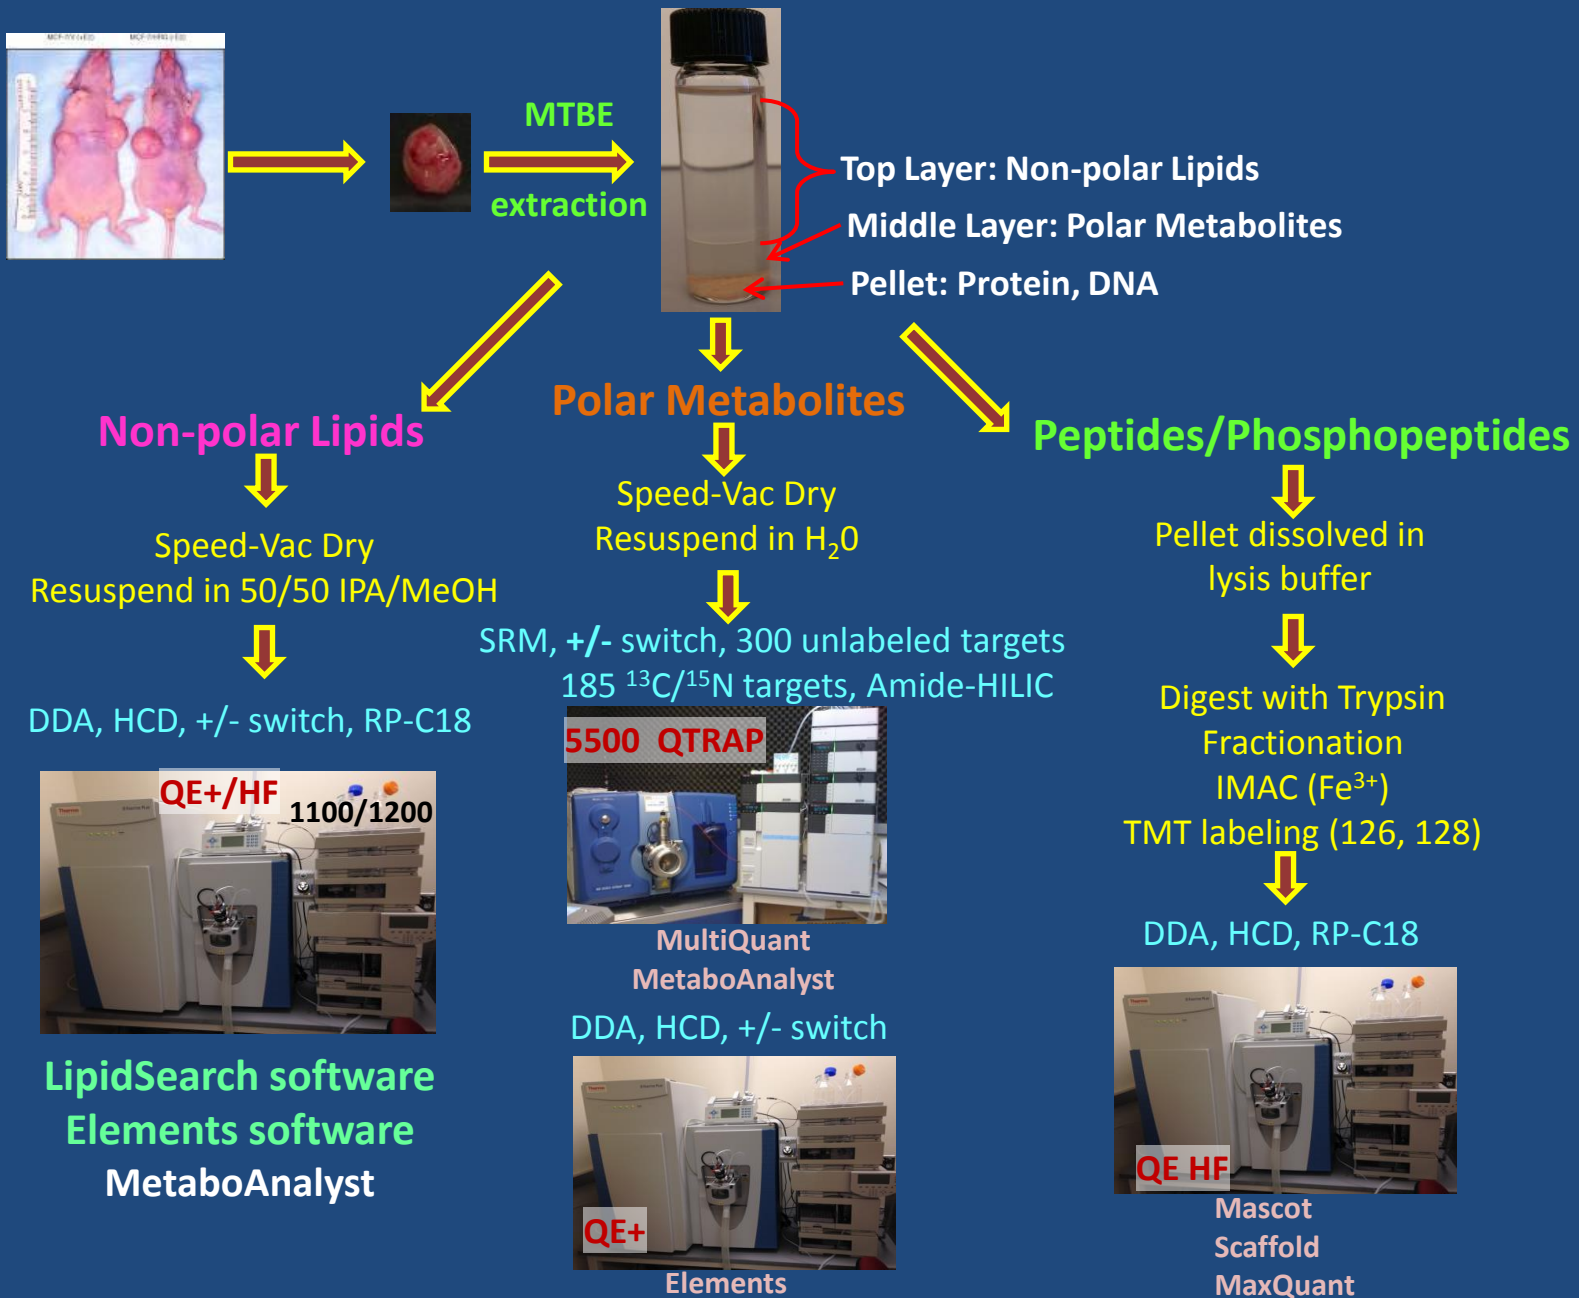 MTBE
extraction
Top Layer: Non-polar Lipids
Middle Layer: Polar Metabolites
Pellet: Protein, DNA
Non-polar Lipids
Speed-Vac Dry
Resuspend in 50/50 IPA/MeOH
DDA, HCD, +/- switch, RP-C18
QE+/HF
1100/1200
LipidSearch software
Elements software
MetaboAnalyst
Polar Metabolites
Speed-Vac Dry
Resuspend in H₂0
SRM, +/- switch, 300 unlabeled targets
185 ¹³C/¹⁵N targets, Amide-HILIC
5500 QTRAP
MultiQuant
MetaboAnalyst
DDA, HCD, +/- switch
QE+
Elements
Peptides/Phosphopeptides
Pellet dissolved in
lysis buffer
Digest with Trypsin
Fractionation
IMAC (Fe³⁺)
TMT labeling (126, 128)
DDA, HCD, RP-C18
QE HF
Mascot
Scaffold
MaxQuant